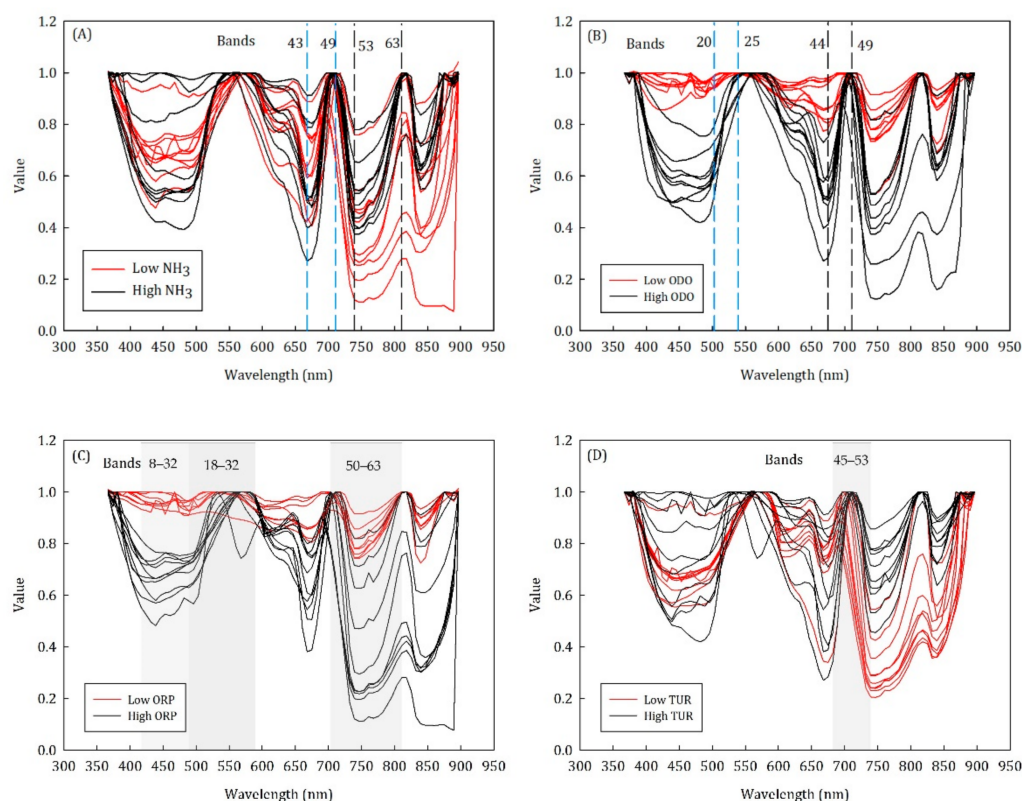 (A)
Bands
43
49
53
63
1.2
1.0
0.8
0.6
0.4
0.2
0.0
Value
Low NH3
High NH3
300 350 400 450 500 550 600 650 700 750 800 850 900 950
Wavelength (nm)
(B)
Bands
20
25
44
49
1.2
1.0
0.8
0.6
0.4
0.2
0.0
Value
Low ODO
High ODO
300 350 400 450 500 550 600 650 700 750 800 850 900 950
Wavelength (nm)
(C)
Bands
8–32
18–32
50–63
1.2
1.0
0.8
0.6
0.4
0.2
0.0
Value
Low ORP
High ORP
300 350 400 450 500 550 600 650 700 750 800 850 900 950
Wavelength (nm)
(D)
Bands
45–53
1.2
1.0
0.8
0.6
0.4
0.2
0.0
Value
Low TUR
High TUR
300 350 400 450 500 550 600 650 700 750 800 850 900 950
Wavelength (nm)